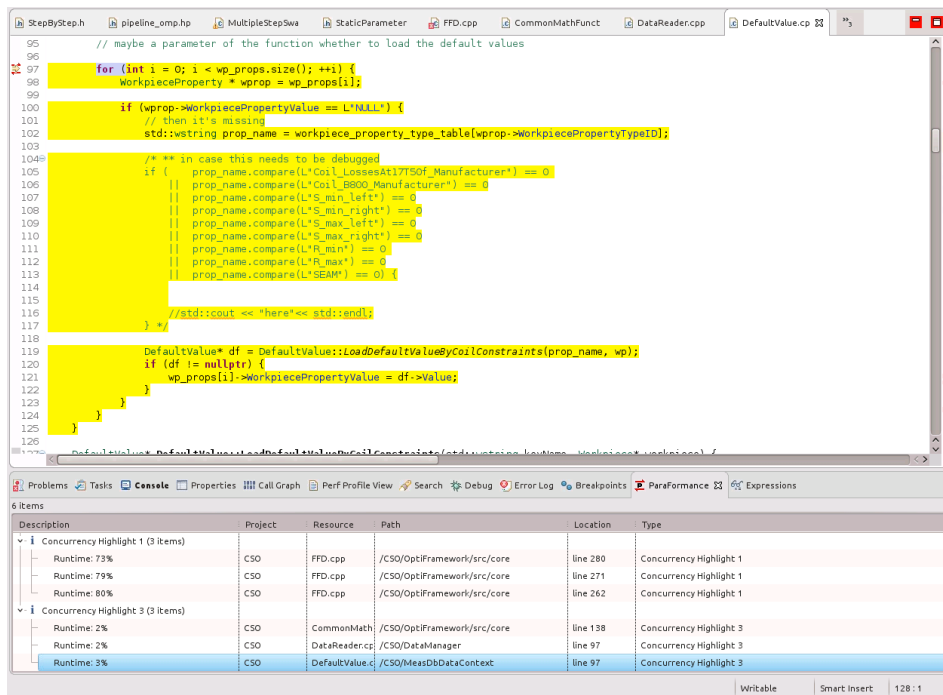 StepByStep.h pipeline_omp.hp MultipleStepSwa StaticParameter FFD.cpp CommonMathFunct DataReader.cpp DefaultValue.cp »3
95 // maybe a parameter of the function whether to load the default values
96
97 for (int i = 0; i < wp_props.size(); ++i) {
98 WorkpieceProperty * wprop = wp_props[i];
99
100 if (wprop->WorkpiecePropertyValue == L"NULL") {
101 // then it's missing
102 std::wstring prop_name = workpiece_property_type_table[wprop->WorkpiecePropertyTypeID];
103
104 /* ** in case this needs to be debugged
105 if ( prop_name.compare(L"Coil_LossesAt17T50f_Manufacturer") == 0
106 || prop_name.compare(L"Coil_B800_Manufacturer") == 0
107 || prop_name.compare(L"S_min_left") == 0
108 || prop_name.compare(L"S_min_right") == 0
109 || prop_name.compare(L"S_max_left") == 0
110 || prop_name.compare(L"S_max_right") == 0
111 || prop_name.compare(L"R_min") == 0
112 || prop_name.compare(L"R_max") == 0
113 || prop_name.compare(L"SEAM") == 0) {
114
115
116 //std::cout << "here"<< std::endl;
117 } */
118
119 DefaultValue* df = DefaultValue::LoadDefaultValueByCoilConstraints(prop_name, wp);
120 if (df != nullptr) {
121 wp_props[i]->WorkpiecePropertyValue = df->Value;
122 }
123 }
124 }
125 }
126
127 DefaultValue* DefaultValue::LoadDefaultValueByCoilConstraints(std::wstring keyName, Workpiece* workpiece) {
Problems Tasks Console Properties Call Graph Perf Profile View Search Debug Error Log Breakpoints ParaFormance Expressions
6 items
Description Project Resource Path Location Type
i Concurrency Highlight 1 (3 items)
Runtime: 73% CSO FFD.cpp /CSO/OptiFramework/src/core line 280 Concurrency Highlight 1
Runtime: 79% CSO FFD.cpp /CSO/OptiFramework/src/core line 271 Concurrency Highlight 1
Runtime: 80% CSO FFD.cpp /CSO/OptiFramework/src/core line 262 Concurrency Highlight 1
i Concurrency Highlight 3 (3 items)
Runtime: 2% CSO CommonMath /CSO/OptiFramework/src/core line 138 Concurrency Highlight 3
Runtime: 2% CSO DataReader.cp /CSO/DataManager line 97 Concurrency Highlight 3
Runtime: 3% CSO DefaultValue.c /CSO/MeasDbDataContext line 97 Concurrency Highlight 3
Writable Smart Insert 128 : 1